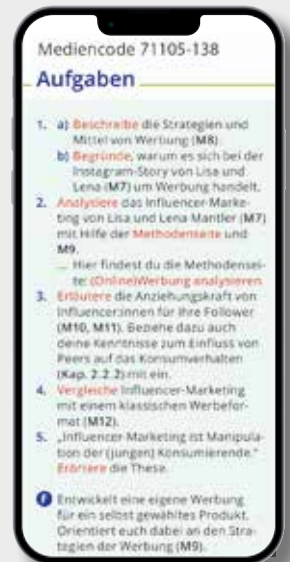 Mediencode 71105-138
Aufgaben
1. a) Beschreibe die Strategien und
Mittel von Werbung (M8).
b) Begründe, warum es sich bei der
Instagram-Story von Lisa und
Lena (M7) um Werbung handelt.
2. Analysiere das Influencer-Marke-
ting von Lisa und Lena Mantler (M7)
mit Hilfe der Methodenseite und
M9.
Hier findest du die Methodensei-
te: (Online)Werbung analysieren
3. Erläutere die Anziehungskraft von
Influencer:innen für ihre Follower
(M10, M11). Beziehe dazu auch
deine Kenntnisse zum Einfluss von
Peers auf das Konsumverhalten
(Kap. 2.2.2) mit ein.
4. Vergleiche Influencer-Marketing
mit einem klassischen Werbefor-
mat (M12).
5. „Influencer-Marketing ist Manipula-
tion der (jungen) Konsumierende."
Erörtere die These.
F Entwickelt eine eigene Werbung
für ein selbst gewähltes Produkt.
Orientiert euch dabei an den Stra-
tegien der Werbung (M9).